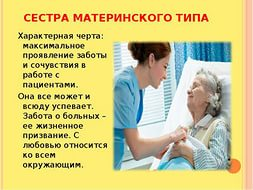 СЕСТРА МАТЕРИНСКОГО ТИПА
Характерная черта:
максимальное
проявление заботы
и сочувствия в
работе с
пациентами.
Она все может и
всюду успевает.
Забота о больных –
ее жизненное
призвание. С
любовью относится
ко всем
окружающим.